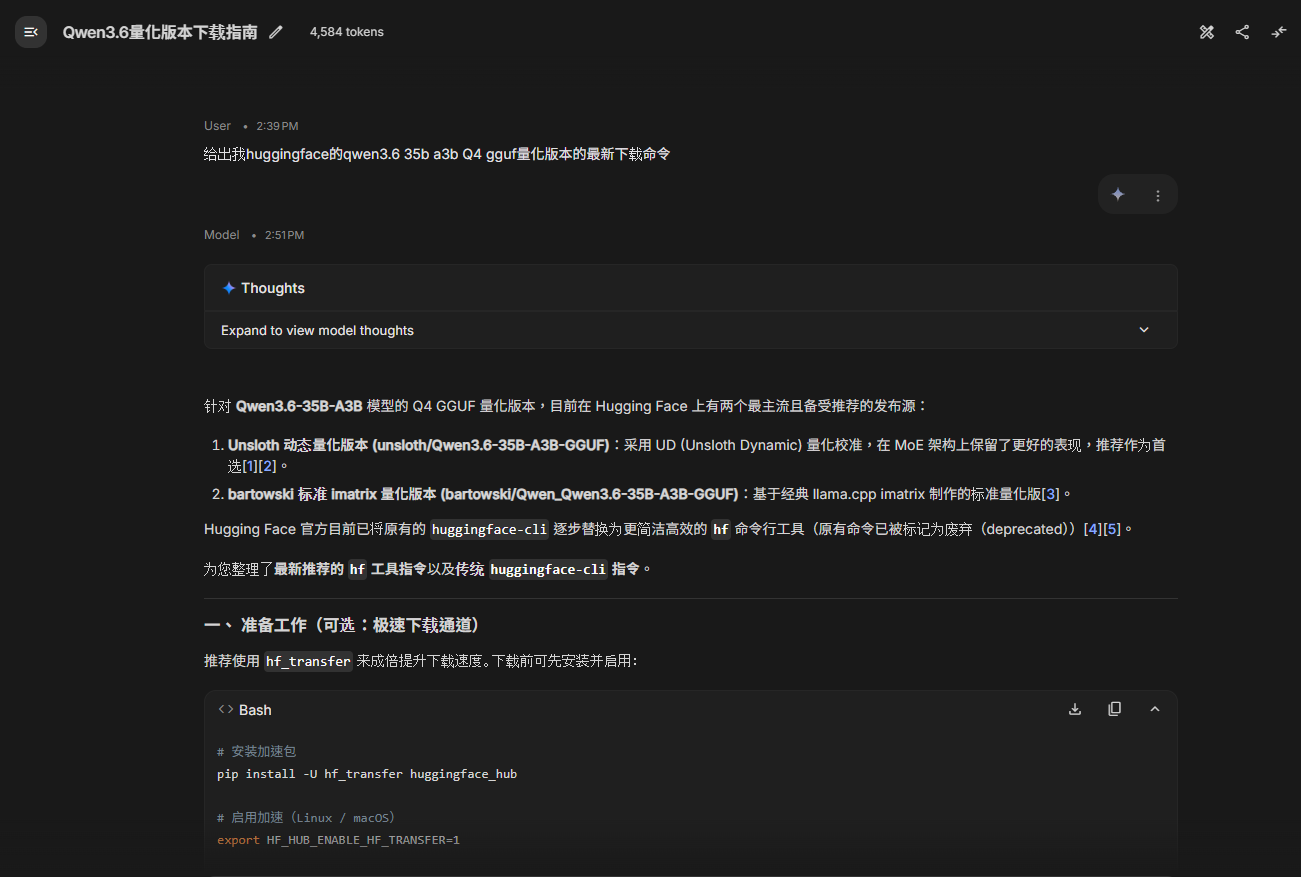 Qwen3.6量化版本下载指南 4,584 tokens
User • 2:39 PM
给出我huggingface的qwen3.6 35b a3b Q4 gguf量化版本的最新下载命令
Model • 2:51 PM
Thoughts
Expand to view model thoughts
针对 Qwen3.6-35B-A3B 模型的 Q4 GGUF 量化版本，目前在 Hugging Face 上有两个最主流且备受推荐的发布源：
1. Unsloth 动态量化版本 (unsloth/Qwen3.6-35B-A3B-GGUF)：采用 UD (Unsloth Dynamic) 量化校准，在 MoE 架构上保留了更好的表现，推荐作为首
选[1][2]。
2. bartowski 标准 imatrix 量化版本 (bartowski/Qwen_Qwen3.6-35B-A3B-GGUF)：基于经典 llama.cpp imatrix 制作的标准量化版[3]。
Hugging Face 官方目前已将原有的 huggingface-cli 逐步替换为更简洁高效的 hf 命令行工具（原有命令已被标记为废弃（deprecated））[4][5]。
为您整理了最新推荐的 hf 工具指令以及传统 huggingface-cli 指令。
一、 准备工作（可选：极速下载通道）
推荐使用 hf_transfer 来成倍提升下载速度。下载前可先安装并启用：
<> Bash
# 安装加速包
pip install -U hf_transfer huggingface_hub
# 启用加速（Linux / macOS）
export HF_HUB_ENABLE_HF_TRANSFER=1